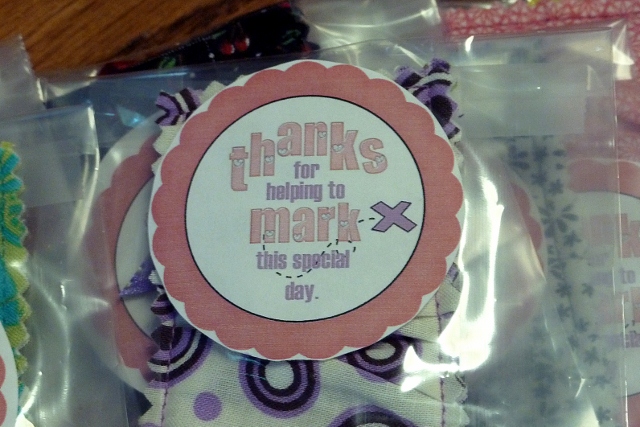 thanks
for
helping to
mark X
this special
day.